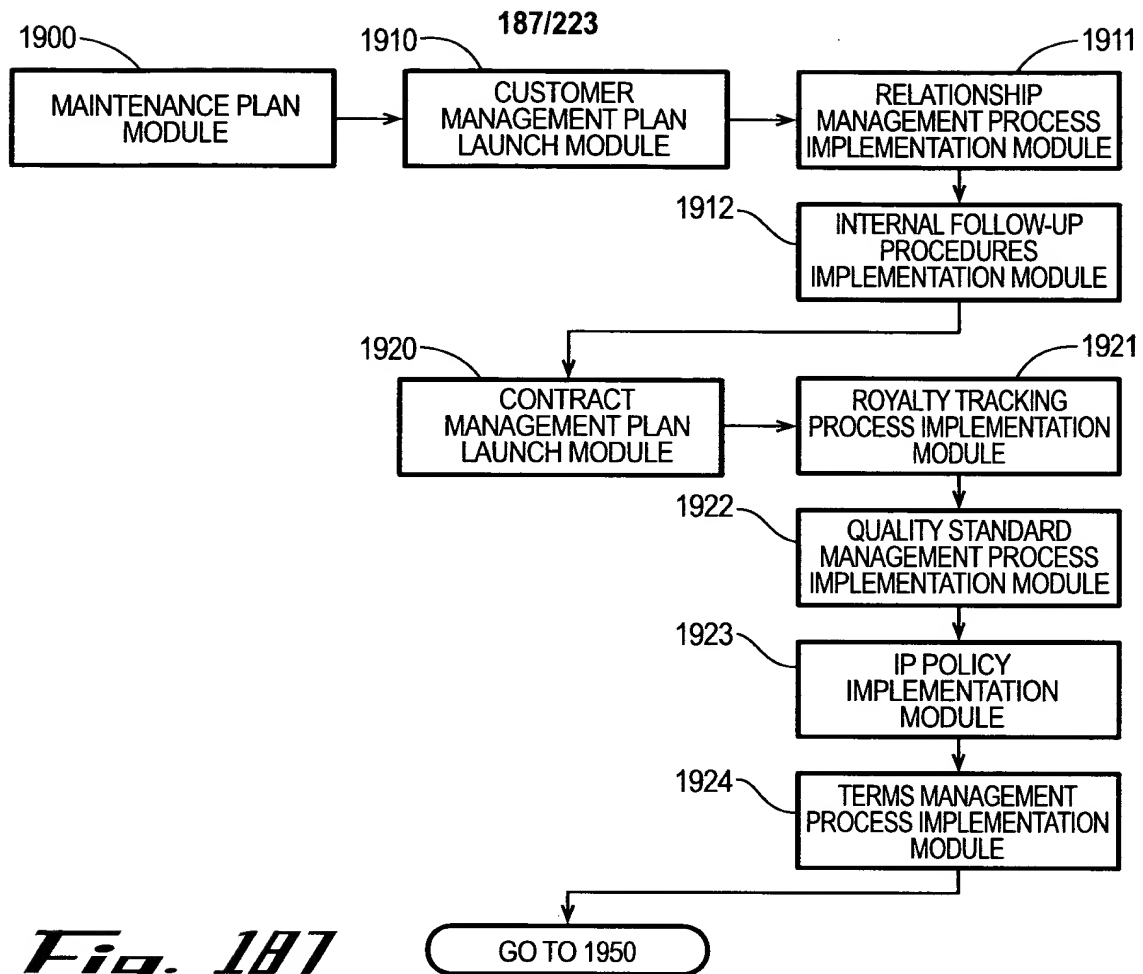 187/223
1900
MAINTENANCE PLAN
MODULE
1910
CUSTOMER
MANAGEMENT PLAN
LAUNCH MODULE
1911
RELATIONSHIP
MANAGEMENT PROCESS
IMPLEMENTATION MODULE
1912
INTERNAL FOLLOW-UP
PROCEDURES
IMPLEMENTATION MODULE
1920
CONTRACT
MANAGEMENT PLAN
LAUNCH MODULE
1921
ROYALTY TRACKING
PROCESS IMPLEMENTATION
MODULE
1922
QUALITY STANDARD
MANAGEMENT PROCESS
IMPLEMENTATION MODULE
1923
IP POLICY
IMPLEMENTATION
MODULE
1924
TERMS MANAGEMENT
PROCESS IMPLEMENTATION
MODULE
GO TO 1950
Fig. 187